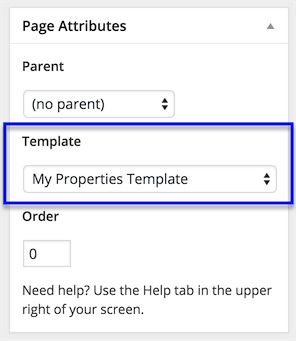 Page Attributes
Parent
(no parent)
Template
My Properties Template
Order
0
Need help? Use the Help tab in the upper
right of your screen.